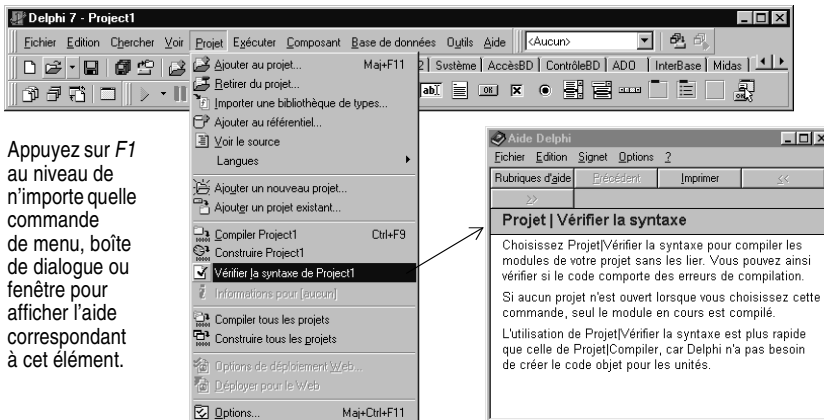 Delphi 7 - Project1
Fichier Edition Chercher Voir Projet Exécuter Composant Base de données Outils Aide <Aucun>
Système AccèsBD ContrôleBD ADO InterBase Midas
Ajouter au projet... Maj+F11
Retirer du projet...
Importer une bibliothèque de types...
Ajouter au référentiel...
Voir le source
Langues
Ajouter un nouveau projet...
Ajouter un projet existant...
Compiler Project1 Ctrl+F9
Construire Project1
Vérifier la syntaxe de Project1
Informations pour [aucun]
Compiler tous les projets
Construire tous les projets
Options de déploiement Web...
Déployer pour le Web
Options... Maj+Ctrl+F11
Appuyez sur F1
au niveau de
n'importe quelle
commande
de menu, boîte
de dialogue ou
fenêtre pour
afficher l'aide
correspondant
à cet élément.
Aide Delphi
Fichier Edition Signet Options ?
Rubriques d'aide Précédent Imprimer <<
>>
Projet | Vérifier la syntaxe
Choisissez Projet|Vérifier la syntaxe pour compiler les
modules de votre projet sans les lier. Vous pouvez ainsi
vérifier si le code comporte des erreurs de compilation.
Si aucun projet n'est ouvert lorsque vous choisissez cette
commande, seul le module en cours est compilé.
L'utilisation de Projet|Vérifier la syntaxe est plus rapide
que celle de Projet|Compiler, car Delphi n'a pas besoin
de créer le code objet pour les unités.